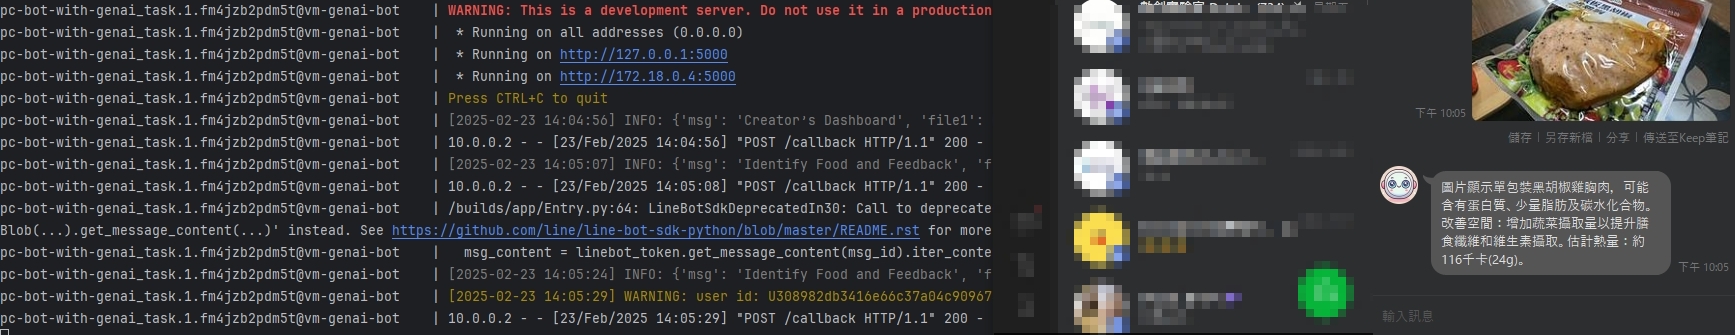 pc-bot-with-genai_task.1.fm4jzb2pdm5t@vm-genai-bot | WARNING: This is a development server. Do not use it in a production
pc-bot-with-genai_task.1.fm4jzb2pdm5t@vm-genai-bot | * Running on all addresses (0.0.0.0)
pc-bot-with-genai_task.1.fm4jzb2pdm5t@vm-genai-bot | * Running on http://127.0.0.1:5000
pc-bot-with-genai_task.1.fm4jzb2pdm5t@vm-genai-bot | * Running on http://172.18.0.4:5000
pc-bot-with-genai_task.1.fm4jzb2pdm5t@vm-genai-bot | Press CTRL+C to quit
pc-bot-with-genai_task.1.fm4jzb2pdm5t@vm-genai-bot | [2025-02-23 14:04:56] INFO: {'msg': 'Creator's Dashboard', 'file1':
pc-bot-with-genai_task.1.fm4jzb2pdm5t@vm-genai-bot | 10.0.0.2 - - [23/Feb/2025 14:04:56] "POST /callback HTTP/1.1" 200 -
pc-bot-with-genai_task.1.fm4jzb2pdm5t@vm-genai-bot | [2025-02-23 14:05:07] INFO: {'msg': 'Identify Food and Feedback', 'f
pc-bot-with-genai_task.1.fm4jzb2pdm5t@vm-genai-bot | 10.0.0.2 - - [23/Feb/2025 14:05:08] "POST /callback HTTP/1.1" 200 -
pc-bot-with-genai_task.1.fm4jzb2pdm5t@vm-genai-bot | /builds/app/Entry.py:64: LineBotSdkDeprecatedIn30: Call to deprecate
Blob(...).get_message_content(...)' instead. See https://github.com/line/line-bot-sdk-python/blob/master/README.rst for more
pc-bot-with-genai_task.1.fm4jzb2pdm5t@vm-genai-bot | msg_content = linebot_token.get_message_content(msg_id).iter_conte
pc-bot-with-genai_task.1.fm4jzb2pdm5t@vm-genai-bot | [2025-02-23 14:05:24] INFO: {'msg': 'Identify Food and Feedback', 'f
pc-bot-with-genai_task.1.fm4jzb2pdm5t@vm-genai-bot | [2025-02-23 14:05:29] WARNING: user id: U308982db3416e66c37a04c90967
pc-bot-with-genai_task.1.fm4jzb2pdm5t@vm-genai-bot | 10.0.0.2 - - [23/Feb/2025 14:05:29] "POST /callback HTTP/1.1" 200 -
下午 10:05
儲存 | 另存新檔 | 分享 | 傳送至Keep筆記
圖片顯示單包裝黑胡椒雞胸肉，可能
含有蛋白質、少量脂肪及碳水化合物。
改善空間：增加蔬菜攝取量以提升膳
食纖維和維生素攝取。估計熱量：約
116千卡(24g)。
下午 10:05
輸入訊息